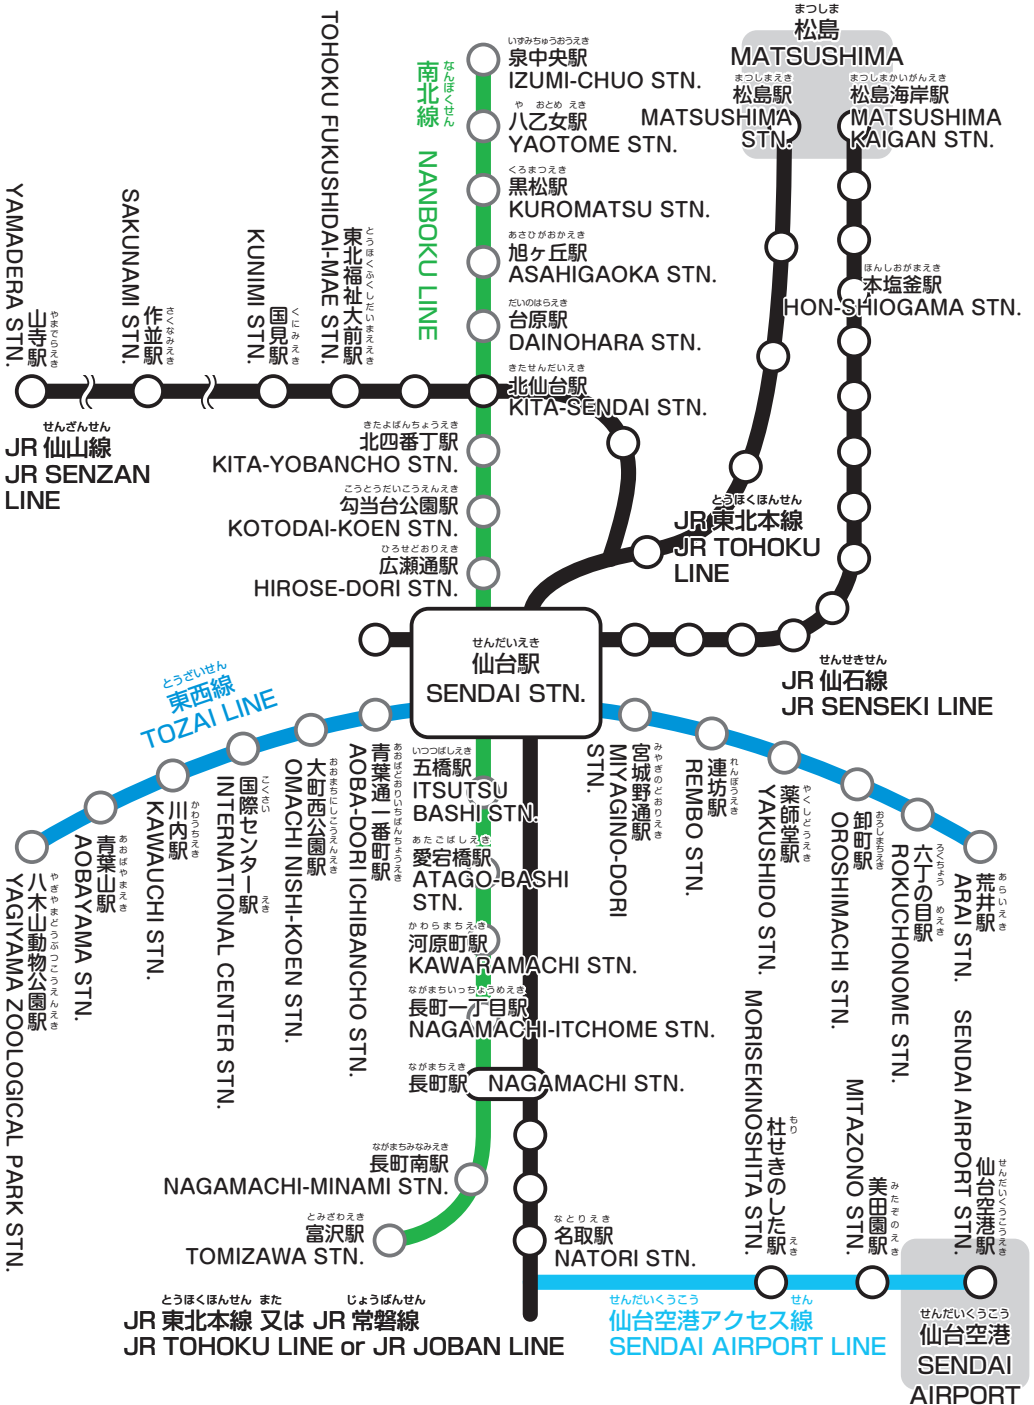 まつしま
松島
MATSUSHIMA
まつしまえき
松島駅
MATSUSHIMA
STN.
まつしまかいがんえき
松島海岸駅
MATSUSHIMA
KAIGAN STN.
ほんしおがまえき
本塩釜駅
HON-SHIOGAMA STN.
なんぼくせん
南北線 NANBOKU LINE
いずみちゅうおうえき
泉中央駅
IZUMI-CHUO STN.
や おとめ えき
八乙女駅
YAOTOME STN.
くろまつえき
黒松駅
KUROMATSU STN.
あさひがおかえき
旭ヶ丘駅
ASAHIGAOKA STN.
だいのはらえき
台原駅
DAINOHARA STN.
きたせんだいえき
北仙台駅
KITA-SENDAI STN.
やまでらえき
山寺駅
YAMADERA STN.
さくなみえき
作並駅
SAKUNAMI STN.
くにみえき
国見駅
KUNIMI STN.
とうほくふくしだいまええき
東北福祉大前駅
TOHOKU FUKUSHIDAI-MAE STN.
せんざんせん
JR 仙山線
JR SENZAN
LINE
きたよばんちょうえき
北四番丁駅
KITA-YOBANCHO STN.
こうとうだいこうえんえき
勾当台公園駅
KOTODAI-KOEN STN.
ひろせどおりえき
広瀬通駅
HIROSE-DORI STN.
とうほくほんせん
JR 東北本線
JR TOHOKU
LINE
せんだいえき
仙台駅
SENDAI STN.
せんせきせん
JR 仙石線
JR SENSEKI LINE
とうざいせん
東西線
TOZAI LINE
やぎやまどうぶつこうえんえき
八木山動物公園駅
YAGIYAMA ZOOLOGICAL PARK STN.
あおばやまえき
青葉山駅
AOBAYAMA STN.
かわうちえき
川内駅
KAWAUCHI STN.
こくさい えき
国際センター駅
INTERNATIONAL CENTER STN.
おおまちにしこうえんえき
大町西公園駅
OMACHI NISHI-KOEN STN.
あおばどおりいちばんちょうえき
青葉通一番町駅
AOBA-DORI ICHIBANCHO STN.
いつつばしえき
五橋駅
ITSUTSU
BASHI STN.
あたごばしえき
愛宕橋駅
ATAGO-BASHI
STN.
かわらまちえき
河原町駅
KAWARAMACHI STN.
ながまちいっちょうめえき
長町一丁目駅
NAGAMACHI-ITCHOME STN.
ながまちえき
長町駅 NAGAMACHI STN.
ながまちみなみえき
長町南駅
NAGAMACHI-MINAMI STN.
とみざわえき
富沢駅
TOMIZAWA STN.
みやぎのどおりえき
宮城野通駅
MIYAGINO-DORI
STN.
れんぼうえき
連坊駅
REMBO STN.
やくしどうえき
薬師堂駅
YAKUSHIDO STN.
おろしまちえき
卸町駅
OROSHIMACHI STN.
ろくちょう めえき
六丁の目駅
ROKUCHONOME STN.
あらいえき
荒井駅
ARAI STN.
なとりえき
名取駅
NATORI STN.
もり えき
杜せきのした駅
MORISEKINOSHITA STN.
みたぞのえき
美田園駅
MITAZONO STN.
せんだいくうこうえき
仙台空港駅
SENDAI AIRPORT STN.
とうほくほんせん また じょうばんせん
JR 東北本線 又は JR 常磐線
JR TOHOKU LINE or JR JOBAN LINE
せんだいくうこう せん
仙台空港アクセス線
SENDAI AIRPORT LINE
せんだいくうこう
仙台空港
SENDAI
AIRPORT